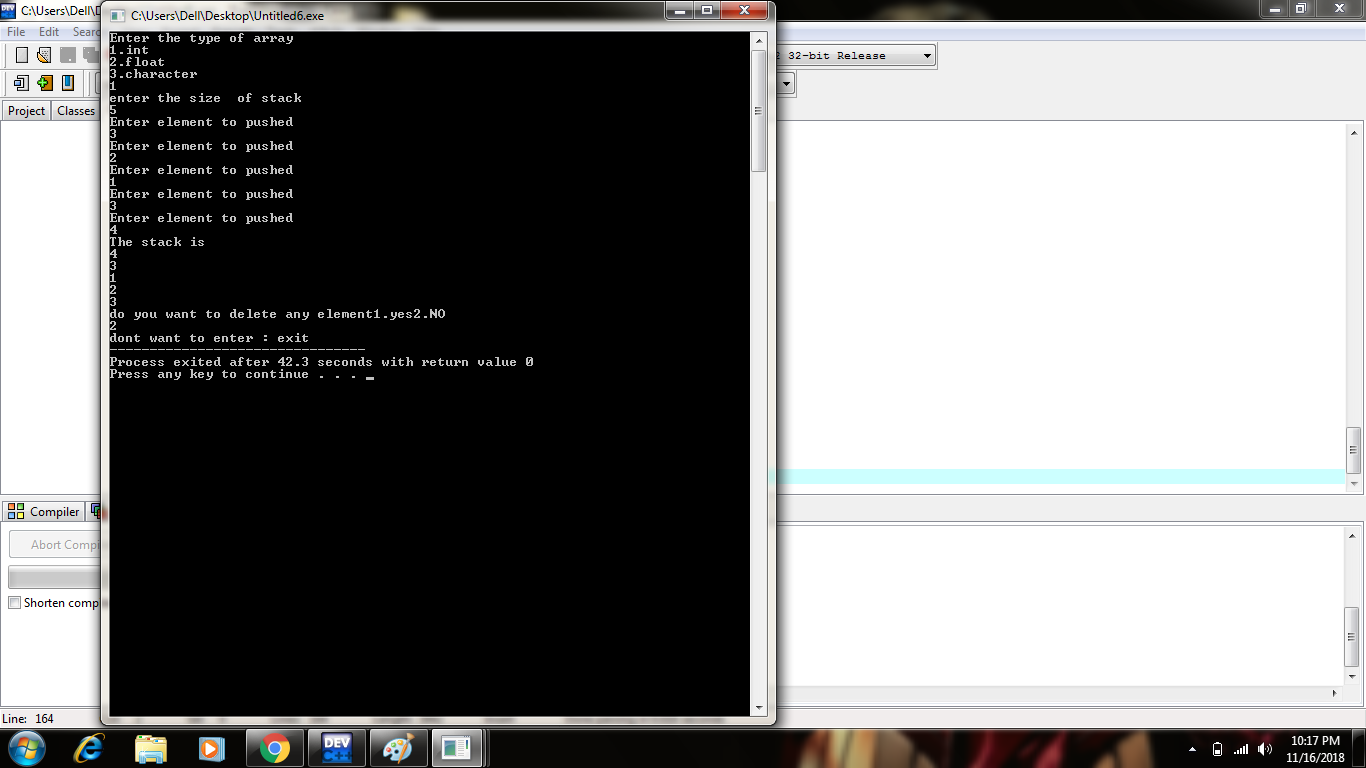 C:\Users\Dell\D
C:\Users\Dell\Desktop\Untitled6.exe
File Edit Searc
32-bit Release
Project Classes
Enter the type of array
1.int
2.float
3.character
1
enter the size  of stack
5
Enter element to pushed
3
Enter element to pushed
2
Enter element to pushed
1
Enter element to pushed
3
Enter element to pushed
4
The stack is
4
3
1
2
3
do you want to delete any element1.yes2.NO
2
dont want to enter : exit
--------------------------------
Process exited after 42.3 seconds with return value 0
Press any key to continue . . . _
Compiler
Abort Compi
Shorten comp
Line: 164
DEV C++
10:17 PM
11/16/2018